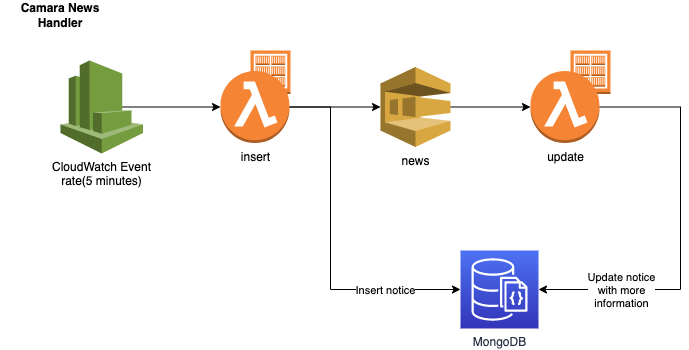 Camara News
Handler
CloudWatch Event
rate(5 minutes)
insert
news
update
Insert notice
Update notice
with more
information
MongoDB